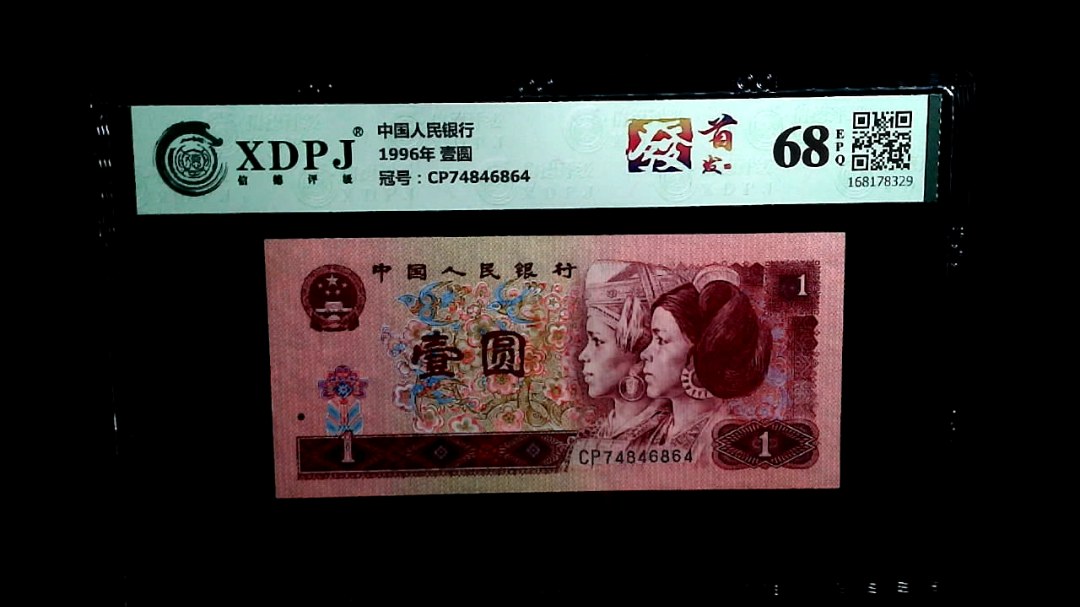 XDPJ®
信德评级
中国人民银行
1996年 壹圆
冠号：CP74846864
發
首
发
68
EPQ
168178329
中国人民银行
1
壹圆
1
CP74846864
1